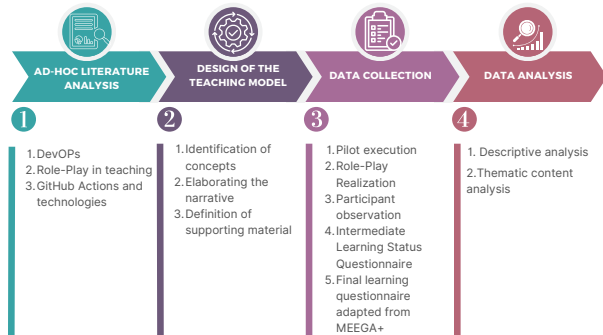 AD-HOC LITERATURE
ANALYSIS
DESIGN OF THE
TEACHING MODEL
DATA COLLECTION
DATA ANALYSIS
1
1.DevOPs
2.Role-Play in teaching
3.GitHub Actions and
technologies
2
1.Identification of
concepts
2.Elaborating the
narrative
3.Definition of
supporting material
3
1.Pilot execution
2.Role-Play
Realization
3.Participant
observation
4.Intermediate
Learning Status
Questionnaire
5.Final learning
questionnaire
adapted from
MEEGA+
4
1. Descriptive analysis
2.Thematic content
analysis